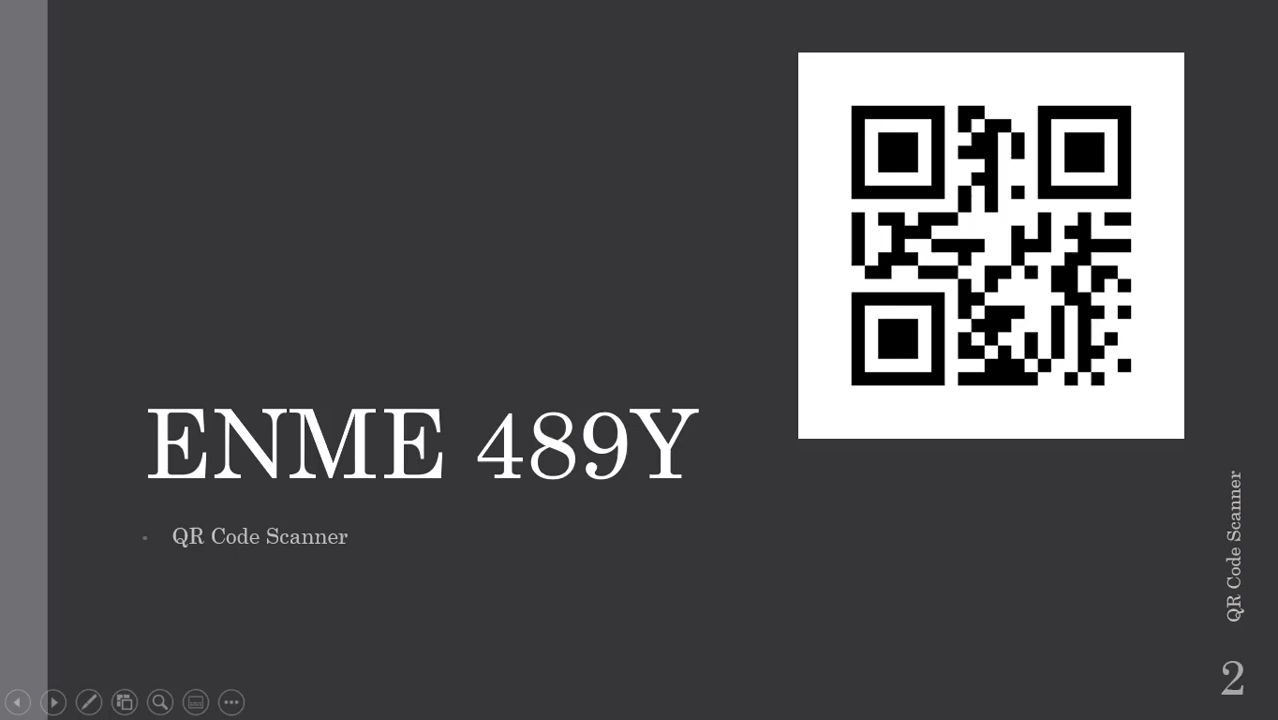 ENME 489Y
• QR Code Scanner
QR Code Scanner
2